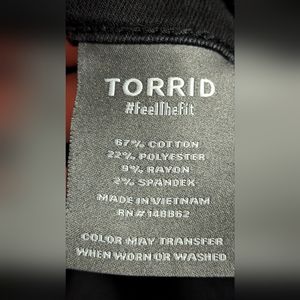 TORRID
#FeelTheFit
67% COTTON
22% POLYESTER
9% RAYON
2% SPANDEX
MADE IN VIETNAM
RN# 148862
COLOR MAY TRANSFER
WHEN WORN OR WASHED